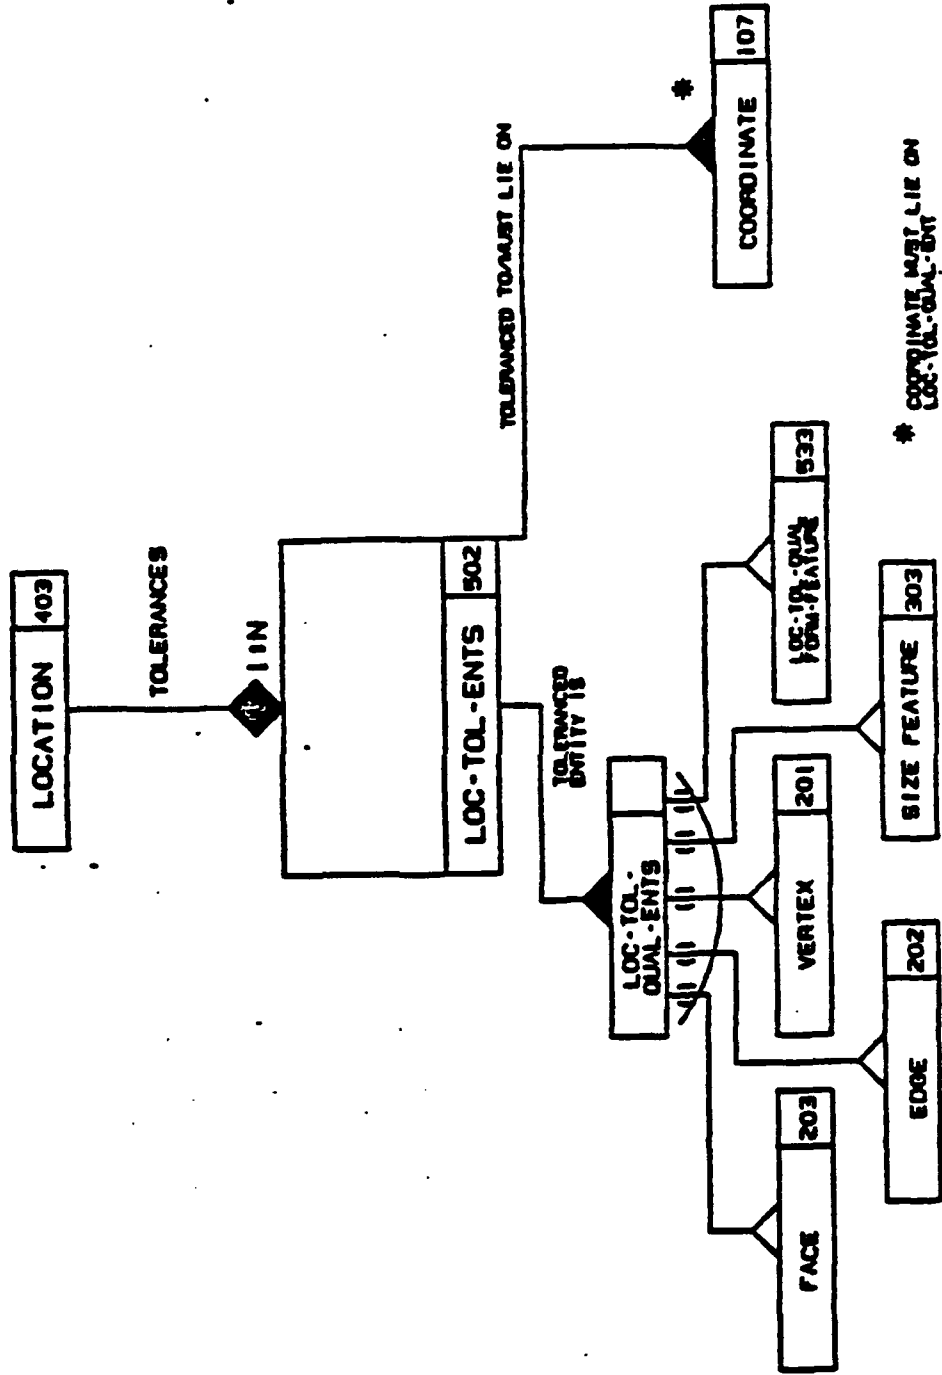 LOCATION 403
TOLERANCES
1IN
LOC-TOL-ENTS 502
TOLERANCED TO/MUST LIE ON
TOLERANCED
ENTITY IS
*
COORDINATE 107
LOC-TOL-
QUAL-ENTS
FACE 203
VERTEX 201
LOC-TOL-QUAL
FORM-FEATURE
533
EDGE 202
SIZE FEATURE 303
* COORDINATE MUST LIE ON
LOC-TOL-QUAL-ENT